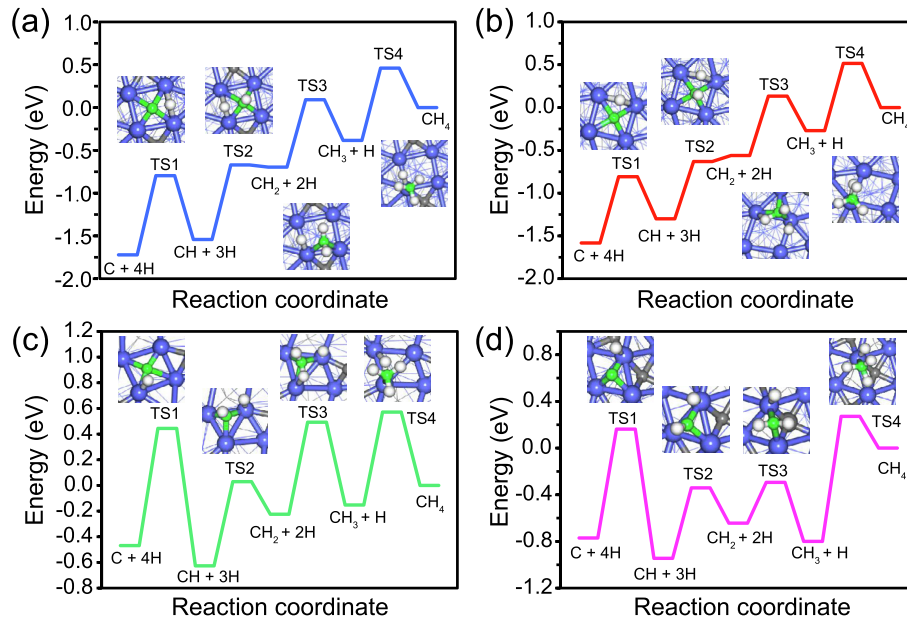 (a)
1.0
0.5
0.0
-0.5
-1.0
-1.5
-2.0
Energy (eV)
TS1
TS2
TS3
TS4
C + 4H
CH + 3H
CH₂ + 2H
CH₃ + H
CH₄
Reaction coordinate
(b)
1.0
0.5
0.0
-0.5
-1.0
-1.5
-2.0
Energy (eV)
TS1
TS2
TS3
TS4
C + 4H
CH + 3H
CH₂ + 2H
CH₃ + H
CH₄
Reaction coordinate
(c)
1.2
1.0
0.8
0.6
0.4
0.2
0.0
-0.2
-0.4
-0.6
-0.8
Energy (eV)
TS1
TS2
TS3
TS4
C + 4H
CH + 3H
CH₂ + 2H
CH₃ + H
CH₄
Reaction coordinate
(d)
0.8
0.4
0.0
-0.4
-0.8
-1.2
Energy (eV)
TS1
TS2
TS3
TS4
C + 4H
CH + 3H
CH₂ + 2H
CH₃ + H
CH₄
Reaction coordinate